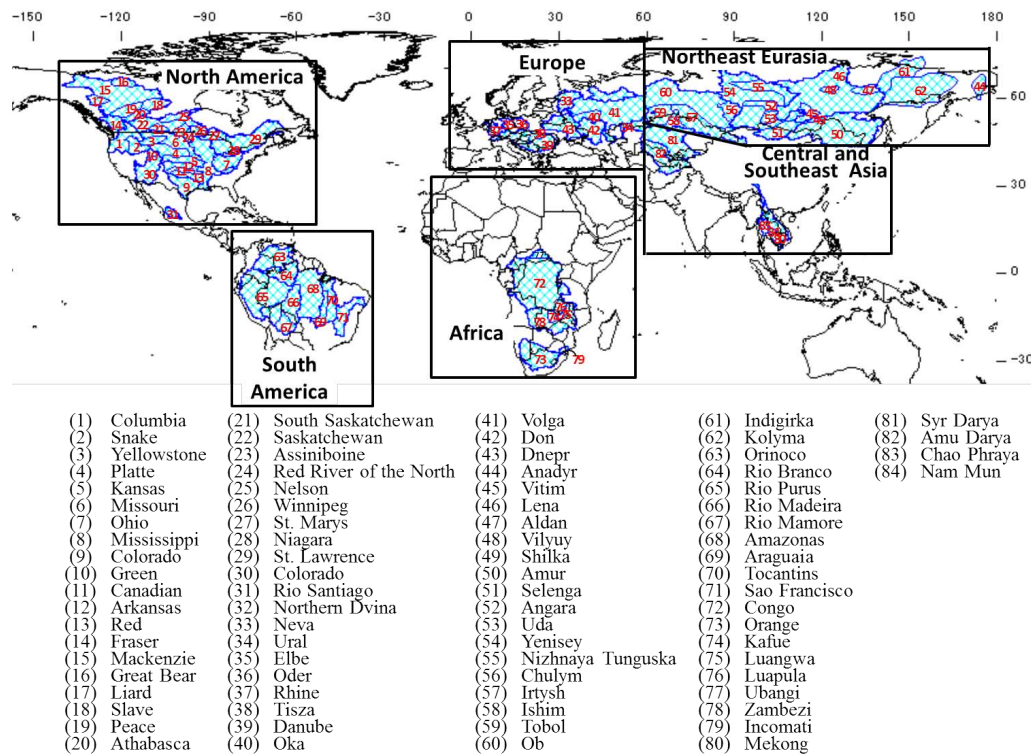 −150 −120 −90 −60 −30 0 30 60 90 120 150 180
North America
Europe
Northeast Eurasia
60
Central and
Southeast Asia
30
0
Africa
−30
South
America
(1) Columbia
(2) Snake
(3) Yellowstone
(4) Platte
(5) Kansas
(6) Missouri
(7) Ohio
(8) Mississippi
(9) Colorado
(10) Green
(11) Canadian
(12) Arkansas
(13) Red
(14) Fraser
(15) Mackenzie
(16) Great Bear
(17) Liard
(18) Slave
(19) Peace
(20) Athabasca
(21) South Saskatchewan
(22) Saskatchewan
(23) Assiniboine
(24) Red River of the North
(25) Nelson
(26) Winnipeg
(27) St. Marys
(28) Niagara
(29) St. Lawrence
(30) Colorado
(31) Rio Santiago
(32) Northern Dvina
(33) Neva
(34) Ural
(35) Elbe
(36) Oder
(37) Rhine
(38) Tisza
(39) Danube
(40) Oka
(41) Volga
(42) Don
(43) Dnepr
(44) Anadyr
(45) Vitim
(46) Lena
(47) Aldan
(48) Vilyuy
(49) Shilka
(50) Amur
(51) Selenga
(52) Angara
(53) Uda
(54) Yenisey
(55) Nizhnaya Tunguska
(56) Chulym
(57) Irtysh
(58) Ishim
(59) Tobol
(60) Ob
(61) Indigirka
(62) Kolyma
(63) Orinoco
(64) Rio Branco
(65) Rio Purus
(66) Rio Madeira
(67) Rio Mamore
(68) Amazonas
(69) Araguaia
(70) Tocantins
(71) Sao Francisco
(72) Congo
(73) Orange
(74) Kafue
(75) Luangwa
(76) Luapula
(77) Ubangi
(78) Zambezi
(79) Incomati
(80) Mekong
(81) Syr Darya
(82) Amu Darya
(83) Chao Phraya
(84) Nam Mun